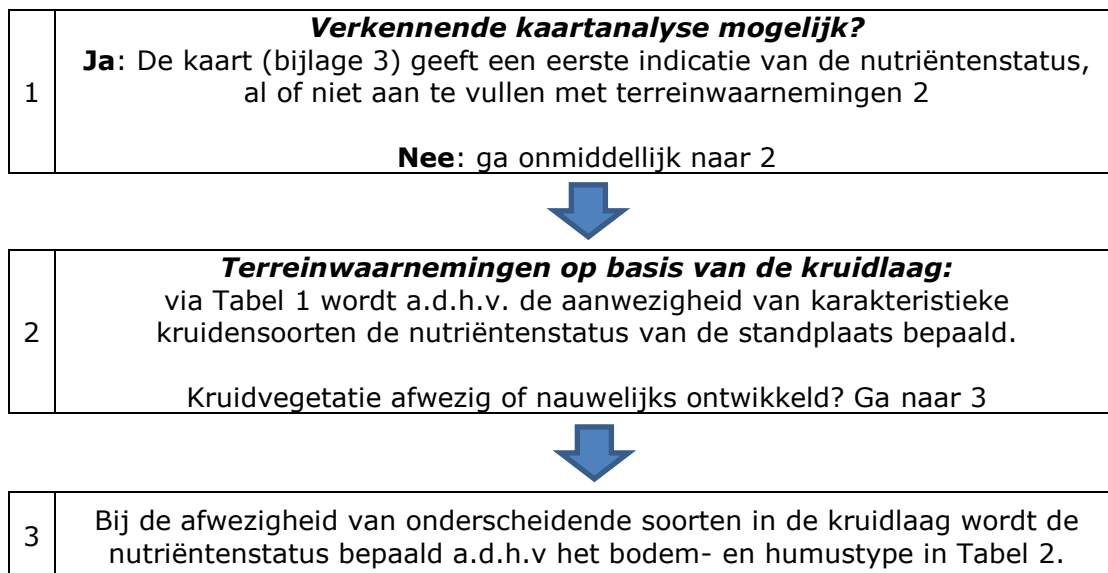 1
Verkennende kaartanalyse mogelijk?
Ja: De kaart (bijlage 3) geeft een eerste indicatie van de nutriëntenstatus,
al of niet aan te vullen met terreinwaarnemingen 2
Nee: ga onmiddellijk naar 2
2
Terreinwaarnemingen op basis van de kruidlaag:
via Tabel 1 wordt a.d.h.v. de aanwezigheid van karakteristieke
kruidensoorten de nutriëntenstatus van de standplaats bepaald.
Kruidvegetatie afwezig of nauwelijks ontwikkeld? Ga naar 3
3
Bij de afwezigheid van onderscheidende soorten in de kruidlaag wordt de
nutriëntenstatus bepaald a.d.h.v het bodem- en humustype in Tabel 2.